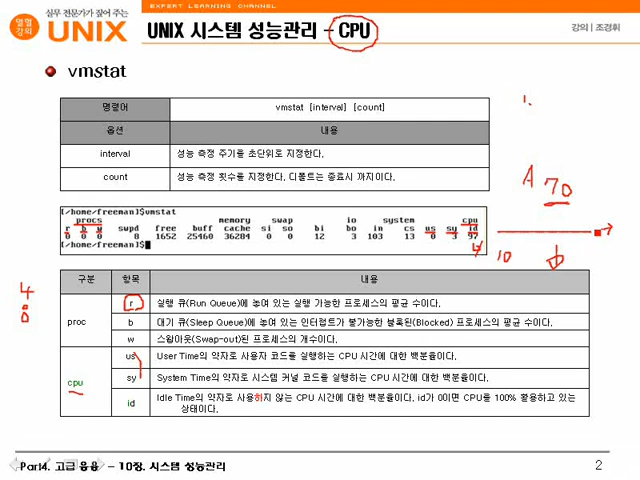 EXPERT LEARNING CHANNEL
열혈강의
실무 전문가가 짚어 주는
UNIX
UNIX 시스템 성능관리 - CPU
강의 | 조경휘
vmstat
명령어 vmstat [interval] [count]
옵션 내용
interval 성능 측정 주기를 초단위로 지정한다.
count 성능 측정 횟수를 지정한다. 디폴트는 종료시 까지이다.
1.
A 70
[/home/freeman]$vmstat
procs memory swap io system cpu
r b w swpd free buff cache si so bi bo in cs us sy id
0 0 0 8 1652 25460 36284 0 0 12 3 103 13 0 3 97
[/home/freeman]$
10
구분 항목 내용
proc
r 실행 큐(Run Queue)에 놓여 있는 실행 가능한 프로세스의 평균 수이다.
b 대기 큐(Sleep Queue)에 놓여 있는 인터럽트가 불가능한 블록된(Blocked) 프로세스의 평균 수이다.
w 스왑아웃(Swap-out)된 프로세스의 개수이다.
cpu
us User Time의 약자로 사용자 코드를 실행하는 CPU 시간에 대한 백분율이다.
sy System Time의 약자로 시스템 커널 코드를 실행하는 CPU 시간에 대한 백분율이다.
id Idle Time의 약자로 사용하지 않는 CPU 시간에 대한 백분율이다. id가 0이면 CPU를 100% 활용하고 있는
상태이다.
Part4. 고급 응용 - 10장. 시스템 성능관리
2